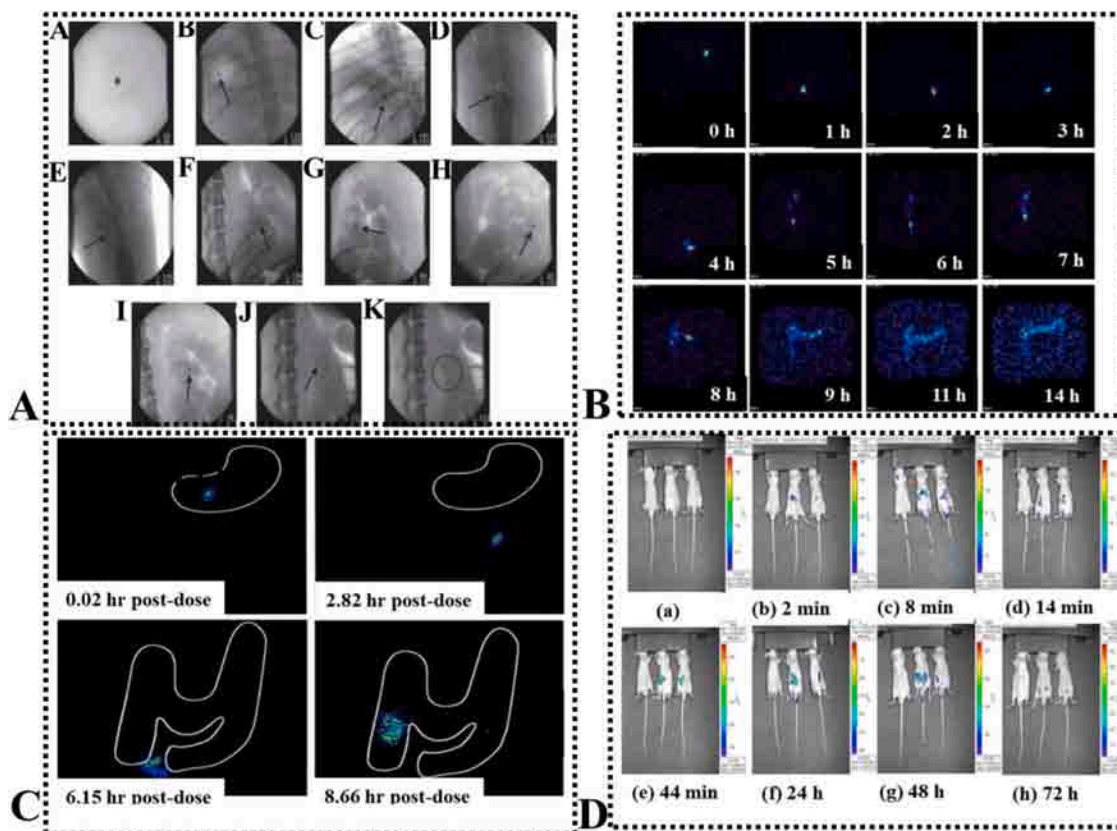 A B C D
E F G H
I J K
A
0 h 1 h 2 h 3 h
4 h 5 h 6 h 7 h
8 h 9 h 11 h 14 h
B
0.02 hr post-dose 2.82 hr post-dose
6.15 hr post-dose 8.66 hr post-dose
C
(a) (b) 2 min (c) 8 min (d) 14 min
(e) 44 min (f) 24 h (g) 48 h (h) 72 h
D